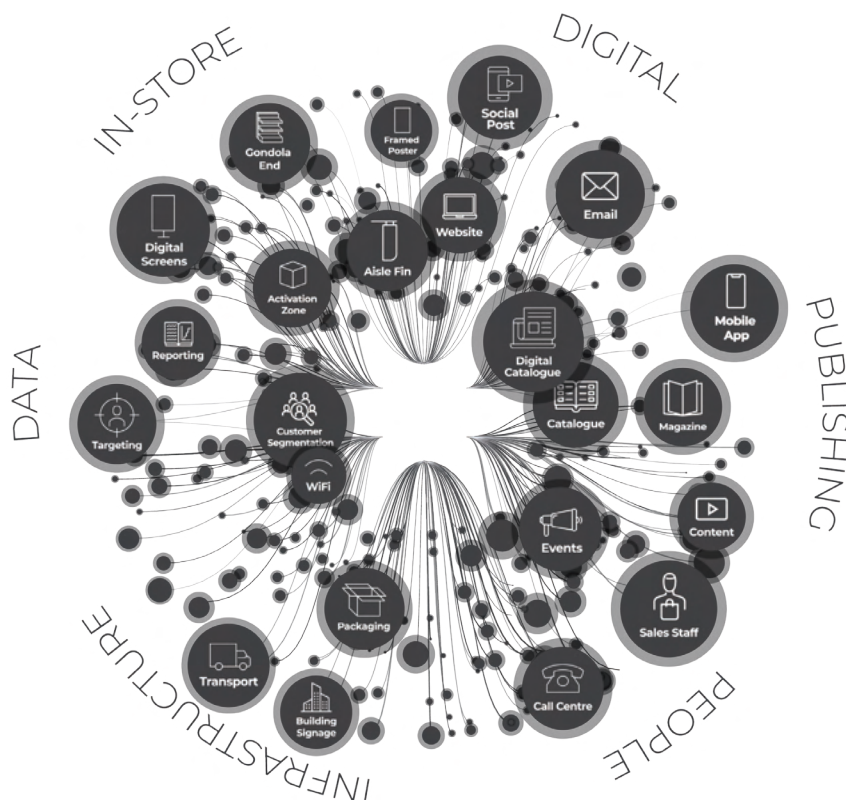 IN-STORE
DIGITAL
PUBLISHING
PEOPLE
INFRASTRUCTURE
DATA
Social
Post
Framed
Poster
Gondola
End
Email
Website
Digital
Screens
Aisle Fin
Activation
Zone
Mobile
App
Reporting
Digital
Catalogue
Catalogue
Magazine
Targeting
Customer
Segmentation
WiFi
Content
Events
Packaging
Sales Staff
Transport
Call Centre
Building
Signage